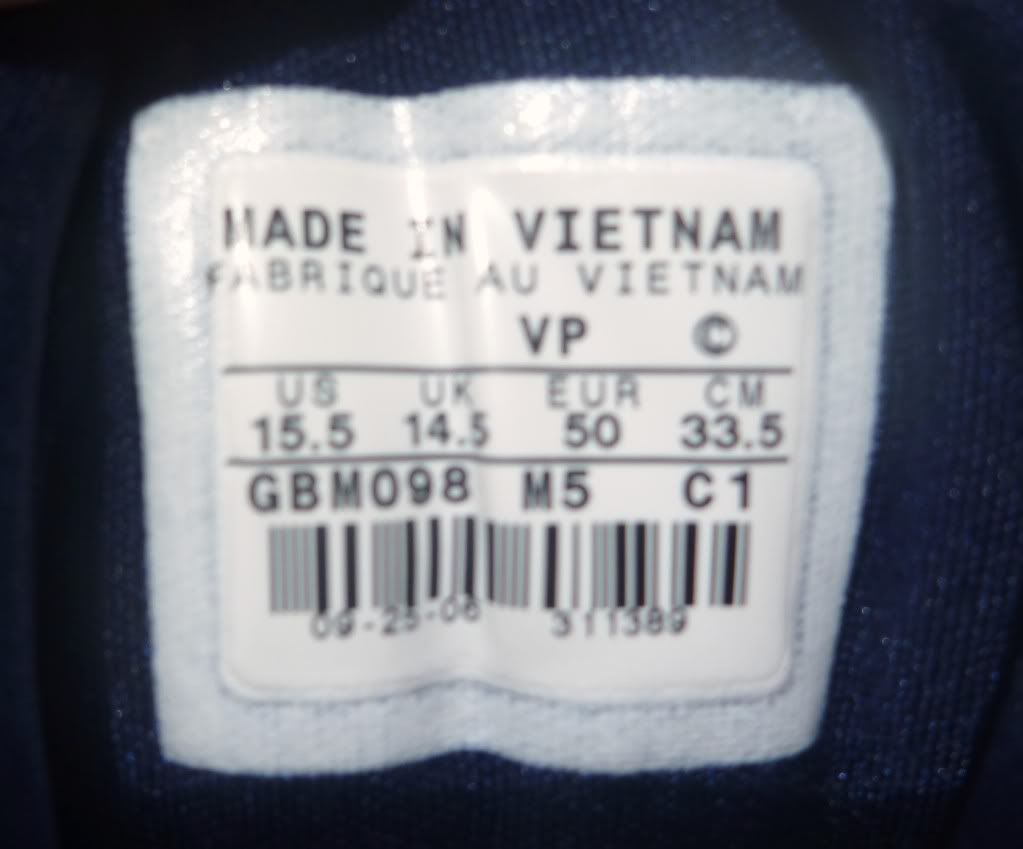 MADE IN VIETNAM
FABRIQUE AU VIETNAM
VP ©
US UK EUR CM
15.5 14.5 50 33.5
GBM098 M5 C1
09-25-06 311389